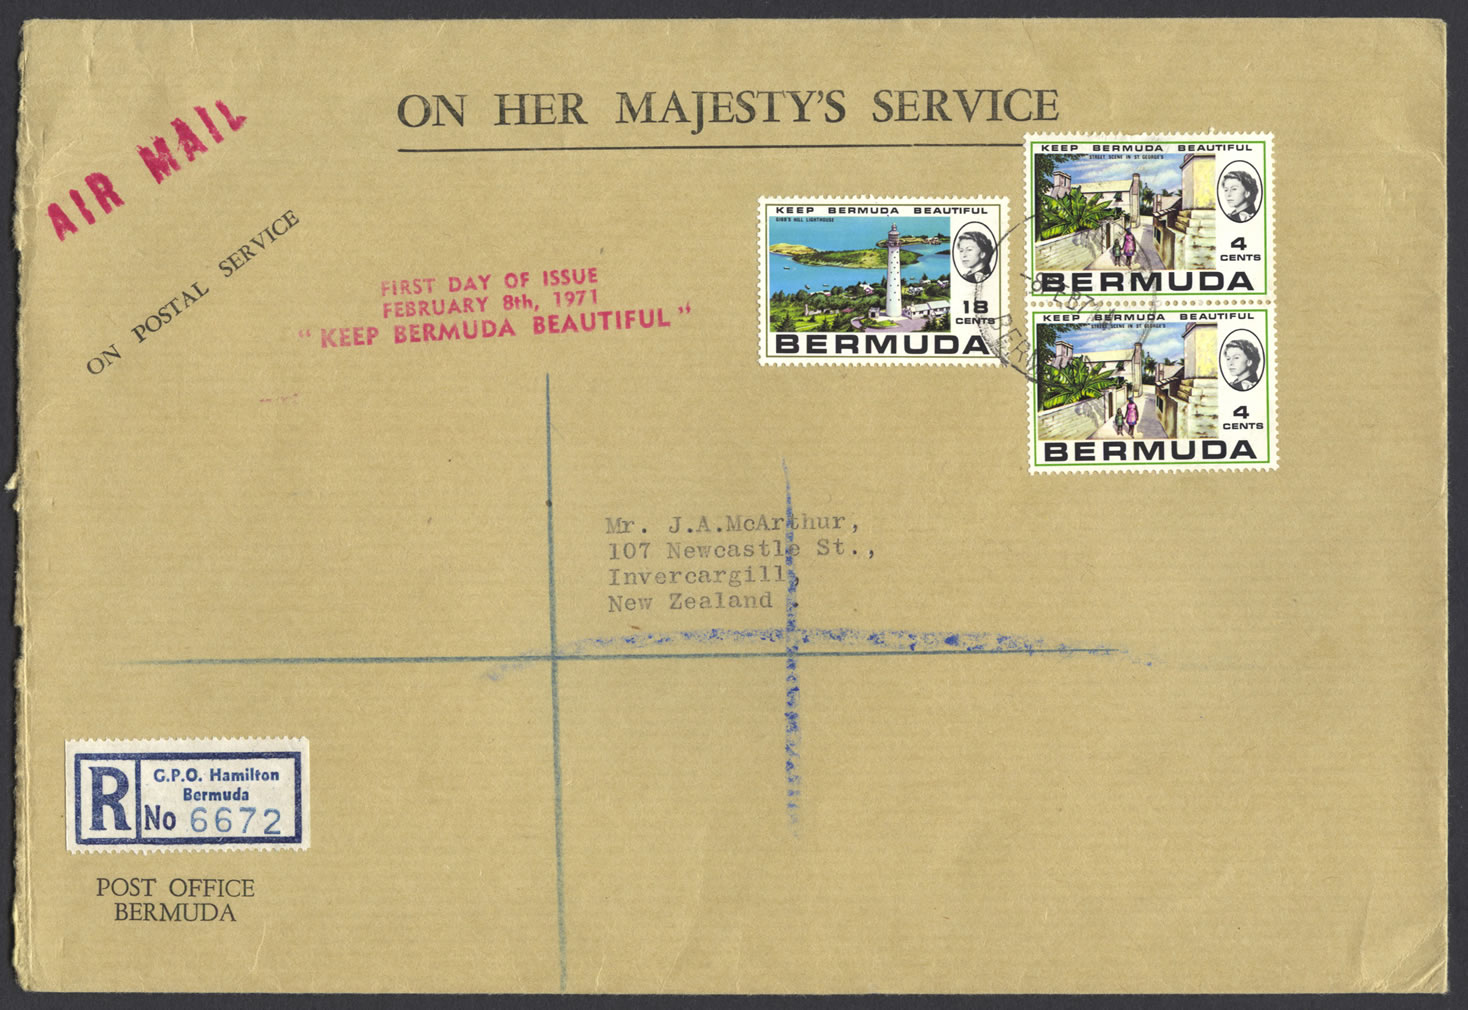 ON HER MAJESTY'S SERVICE
AIR MAIL
ON POSTAL SERVICE
FIRST DAY OF ISSUE
FEBRUARY 8th, 1971
"KEEP BERMUDA BEAUTIFUL"
KEEP BERMUDA BEAUTIFUL
GIBB'S HILL LIGHTHOUSE
18
CENTS
BERMUDA
KEEP BERMUDA BEAUTIFUL
STREET SCENE IN ST GEORGE'S
4
CENTS
BERMUDA
KEEP BERMUDA BEAUTIFUL
STREET SCENE IN ST GEORGE'S
4
CENTS
BERMUDA
Mr. J.A.McArthur,
107 Newcastle St.,
Invercargill,
New Zealand.
R
G.P.O. Hamilton
Bermuda
No 6672
POST OFFICE
BERMUDA